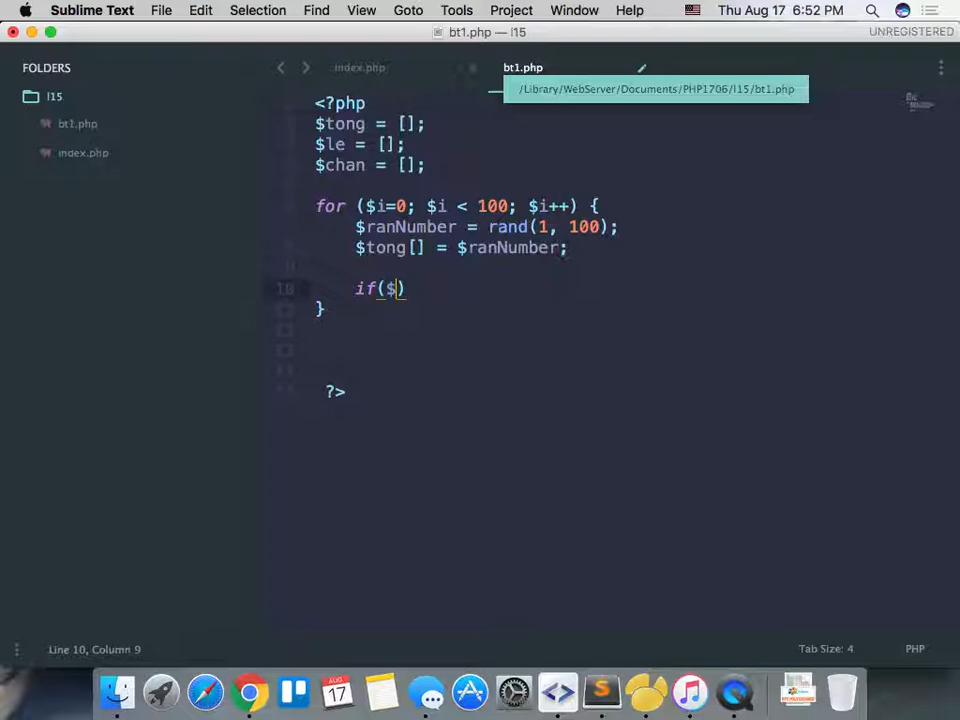 Sublime Text File Edit Selection Find View Goto Tools Project Window Help Thu Aug 17 6:52 PM
bt1.php — l15 UNREGISTERED
FOLDERS
l15
bt1.php
index.php
index.php bt1.php
/Library/WebServer/Documents/PHP1706/l15/bt1.php
<?php
$tong = [];
$le = [];
$chan = [];
for ($i=0; $i < 100; $i++) {
$ranNumber = rand(1, 100);
$tong[] = $ranNumber;
10 if($)
}
?>
Line 10, Column 9 Tab Size: 4 PHP
AUG
17